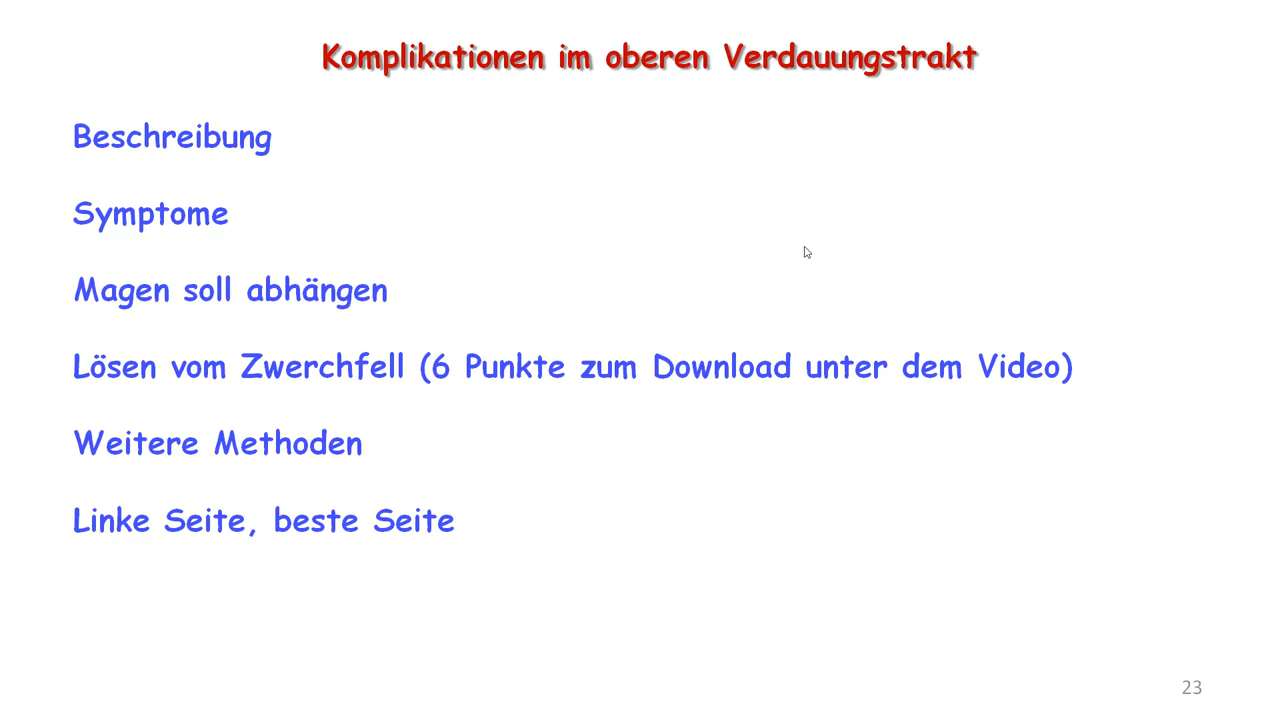 Komplikationen im oberen Verdauungstrakt
Beschreibung
Symptome
Magen soll abhängen
Lösen vom Zwerchfell (6 Punkte zum Download unter dem Video)
Weitere Methoden
Linke Seite, beste Seite
23